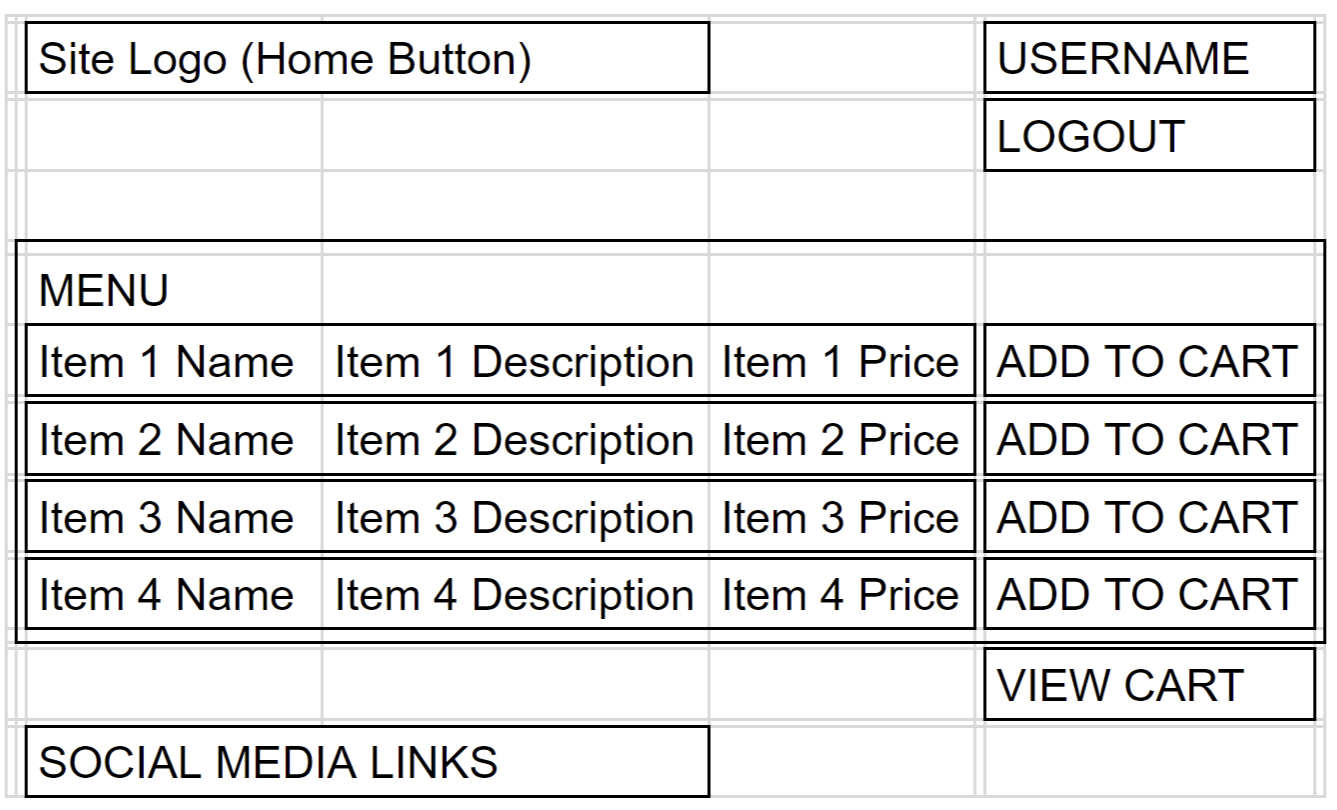 Site Logo (Home Button) USERNAME
LOGOUT
MENU
Item 1 Name Item 1 Description Item 1 Price ADD TO CART
Item 2 Name Item 2 Description Item 2 Price ADD TO CART
Item 3 Name Item 3 Description Item 3 Price ADD TO CART
Item 4 Name Item 4 Description Item 4 Price ADD TO CART
VIEW CART
SOCIAL MEDIA LINKS